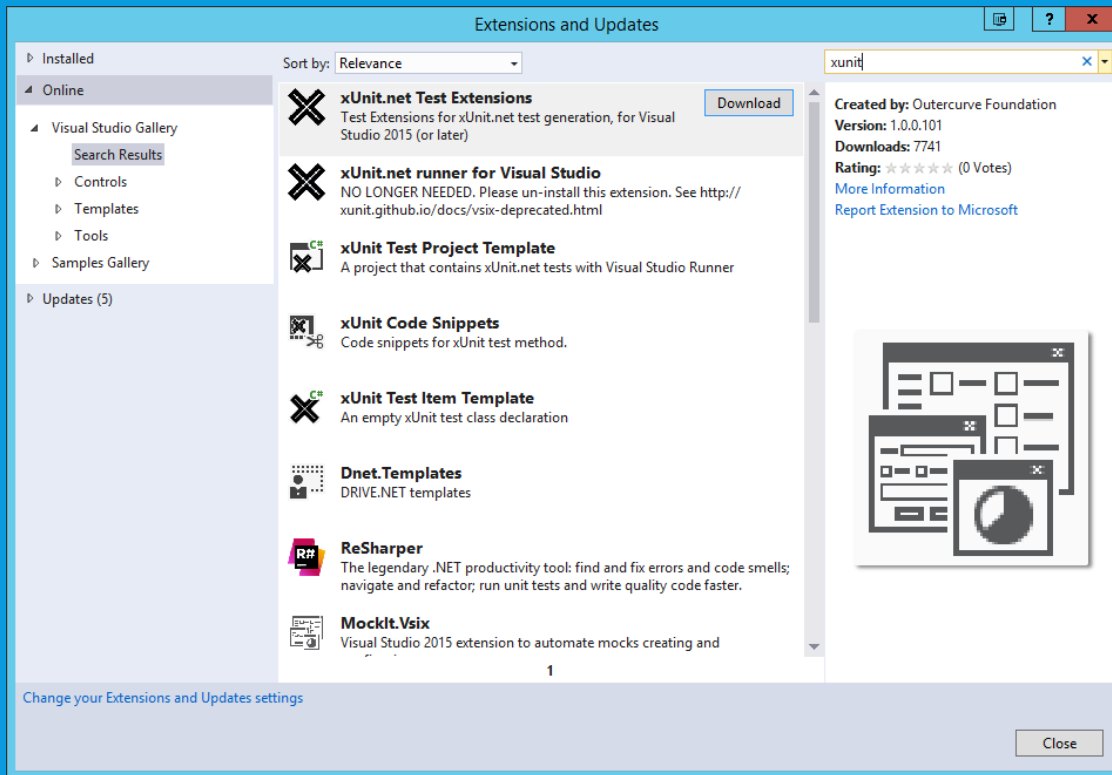 Extensions and Updates
?
x
Installed
Online
Visual Studio Gallery
Search Results
Controls
Templates
Tools
Samples Gallery
Updates (5)
Sort by: Relevance
xUnit.net Test Extensions
Test Extensions for xUnit.net test generation, for Visual
Studio 2015 (or later)
Download
xUnit.net runner for Visual Studio
NO LONGER NEEDED. Please un-install this extension. See http://
xunit.github.io/docs/vsix-deprecated.html
C#
xUnit Test Project Template
A project that contains xUnit.net tests with Visual Studio Runner
xUnit Code Snippets
Code snippets for xUnit test method.
C#
xUnit Test Item Template
An empty xUnit test class declaration
Dnet.Templates
DRIVE.NET templates
R#
ReSharper
The legendary .NET productivity tool: find and fix errors and code smells;
navigate and refactor; run unit tests and write quality code faster.
MockIt.Vsix
Visual Studio 2015 extension to automate mocks creating and
1
xunit
Created by: Outercurve Foundation
Version: 1.0.0.101
Downloads: 7741
Rating: (0 Votes)
More Information
Report Extension to Microsoft
Change your Extensions and Updates settings
Close